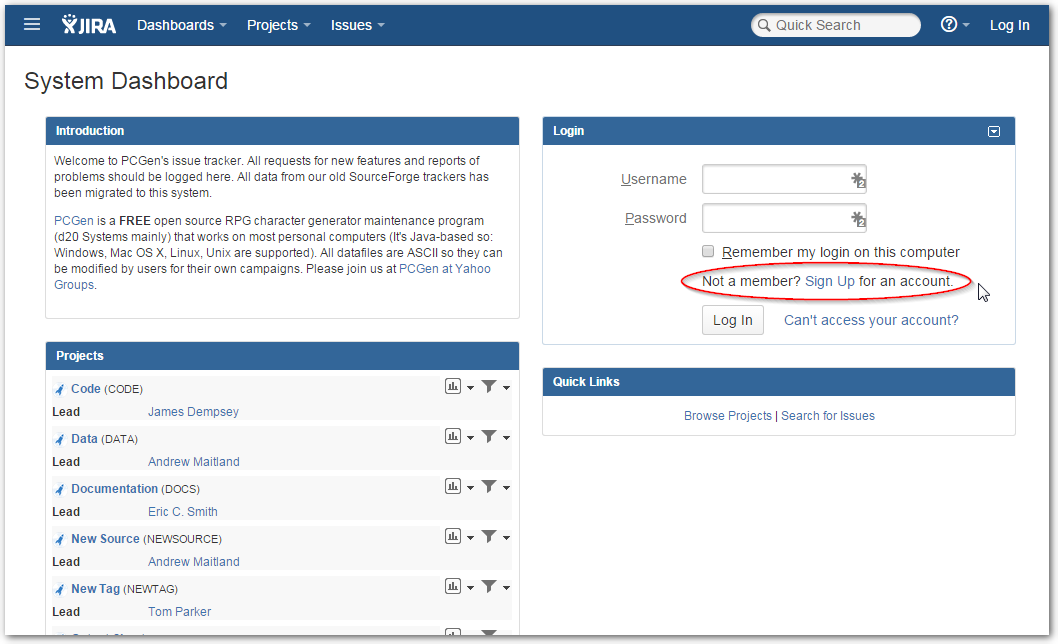 JIRA Dashboards Projects Issues Quick Search ? Log In
System Dashboard
Introduction
Welcome to PCGen's issue tracker. All requests for new features and reports of
problems should be logged here. All data from our old SourceForge trackers has
been migrated to this system.
PCGen is a FREE open source RPG character generator maintenance program
(d20 Systems mainly) that works on most personal computers (It's Java-based so:
Windows, Mac OS X, Linux, Unix are supported). All datafiles are ASCII so they can
be modified by users for their own campaigns. Please join us at PCGen at Yahoo
Groups.
Projects
Code (CODE)
Lead James Dempsey
Data (DATA)
Lead Andrew Maitland
Documentation (DOCS)
Lead Eric C. Smith
New Source (NEWSOURCE)
Lead Andrew Maitland
New Tag (NEWTAG)
Lead Tom Parker
Login
Username
Password
Remember my login on this computer
Not a member? Sign Up for an account.
Log In Can't access your account?
Quick Links
Browse Projects | Search for Issues